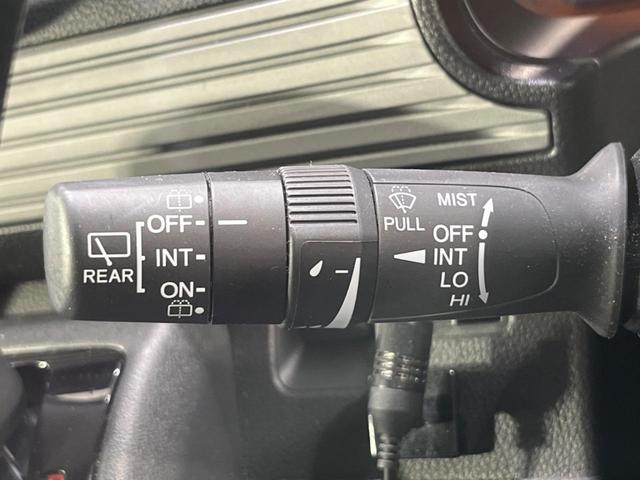 REAR
OFF
INT
ON
PULL
MIST
OFF
INT
LO
HI